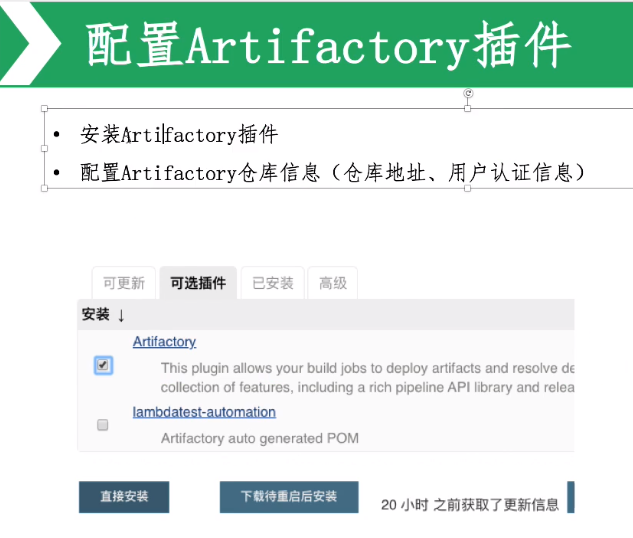 配置Artifactory插件
• 安装Artifactory插件
• 配置Artifactory仓库信息（仓库地址、用户认证信息）
可更新 可选插件 已安装 高级
安装 ↓
Artifactory
This plugin allows your build jobs to deploy artifacts and resolve de
collection of features, including a rich pipeline API library and relea
lambdatest-automation
Artifactory auto generated POM
直接安装 下载待重启后安装 20 小时 之前获取了更新信息